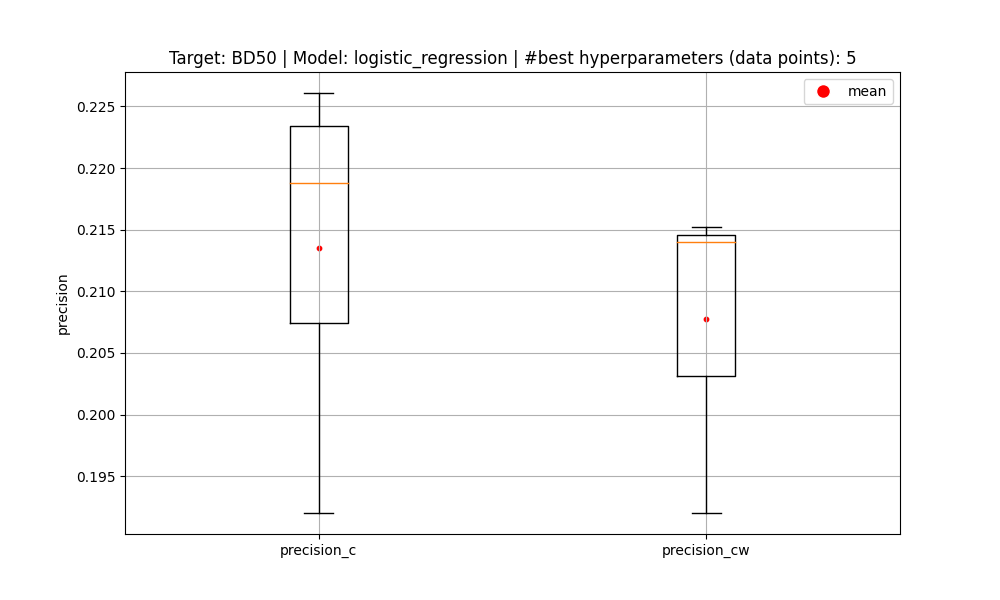 Target: BD50 | Model: logistic_regression | #best hyperparameters (data points): 5
mean
0.225
0.220
0.215
0.210
0.205
0.200
0.195
precision
precision_c
precision_cw